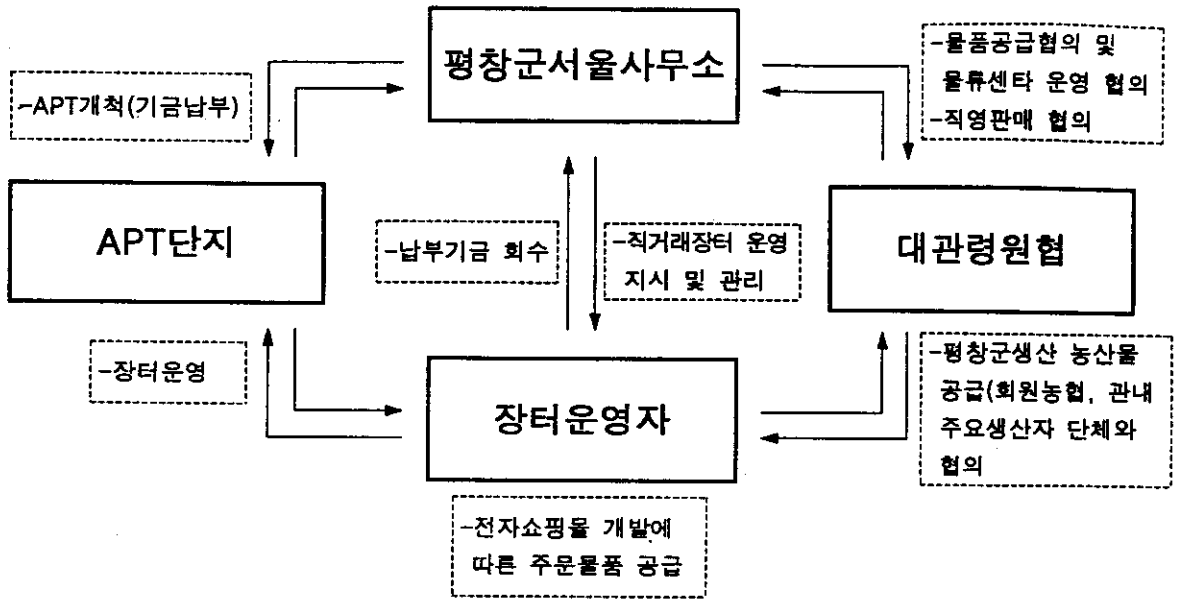 평창군서울사무소
-물품공급협의 및
물류센타 운영 협의
-직영판매 협의
-APT개척(기금납부)
APT단지
-납부기금 회수
-직거래장터 운영
지시 및 관리
대관령원협
-장터운영
장터운영자
-평창군생산 농산물
공급(회원농협, 관내
주요생산자 단체와
협의
-전자쇼핑몰 개발에
따른 주문물품 공급